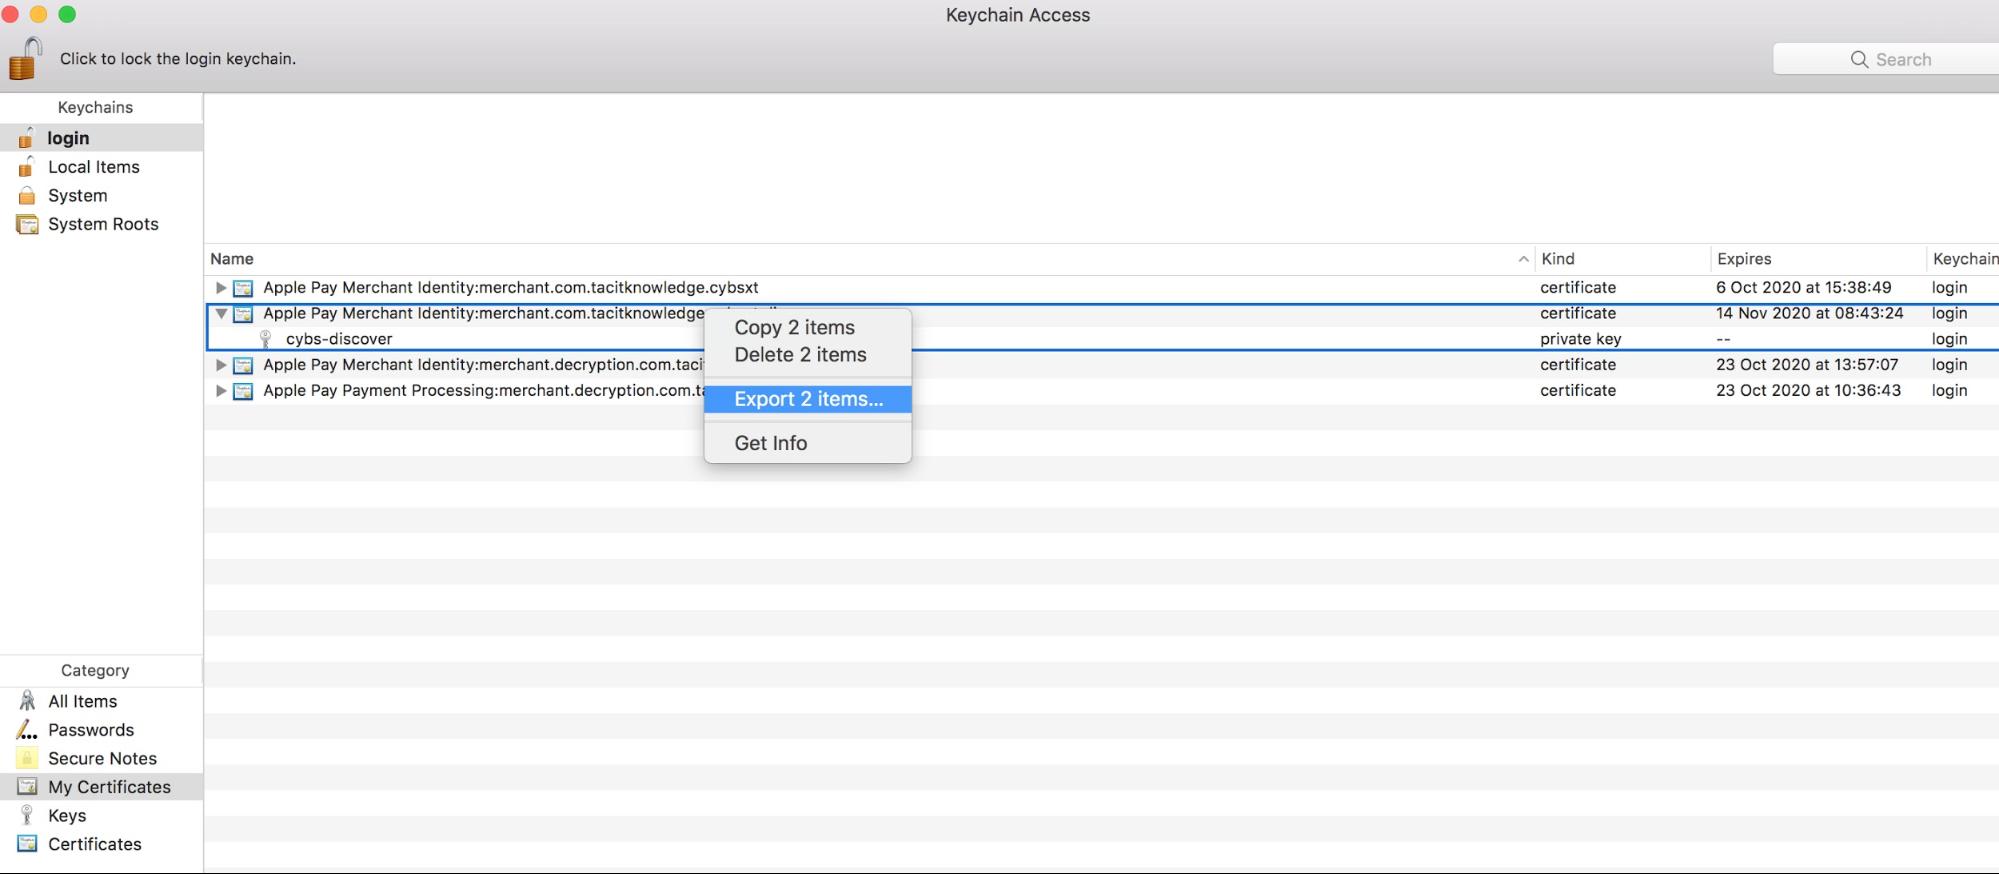 Keychain Access
Click to lock the login keychain.
Search
Keychains
login
Local Items
System
System Roots
Name Kind Expires Keychain
Apple Pay Merchant Identity:merchant.com.tacitknowledge.cybsxt certificate 6 Oct 2020 at 15:38:49 login
Apple Pay Merchant Identity:merchant.com.tacitknowledge certificate 14 Nov 2020 at 08:43:24 login
cybs-discover private key -- login
Apple Pay Merchant Identity:merchant.decryption.com.taci certificate 23 Oct 2020 at 13:57:07 login
Apple Pay Payment Processing:merchant.decryption.com.ta certificate 23 Oct 2020 at 10:36:43 login
Copy 2 items
Delete 2 items
Export 2 items...
Get Info
Category
All Items
Passwords
Secure Notes
My Certificates
Keys
Certificates